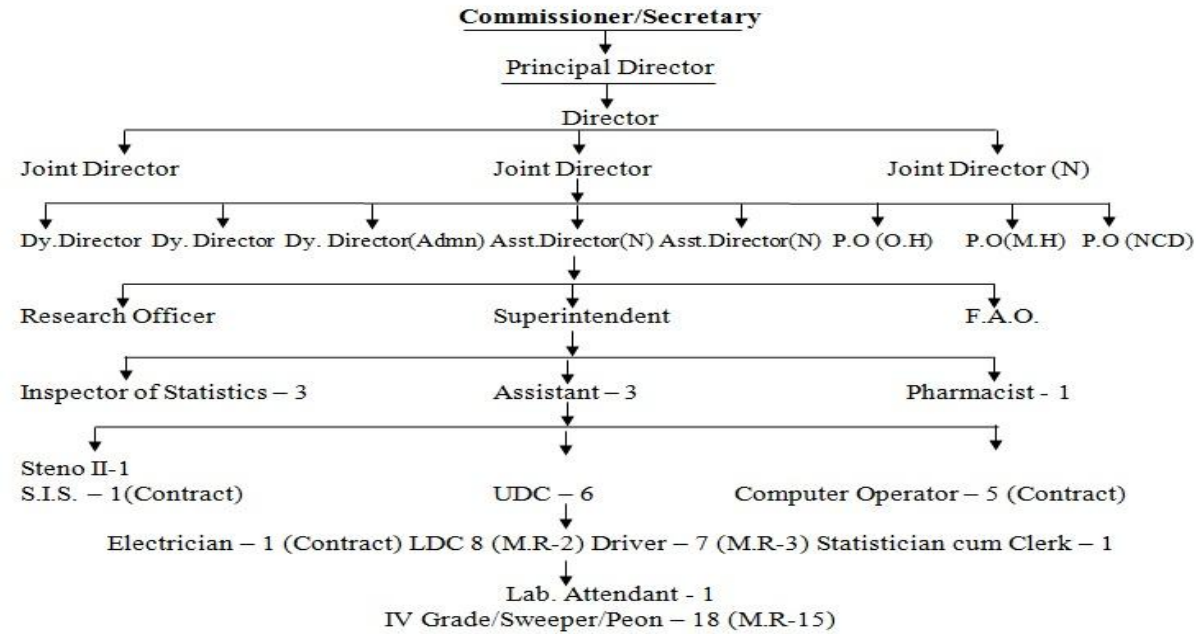 Commissioner/Secretary
Principal Director
Director
Joint Director Joint Director Joint Director (N)
Dy.Director Dy. Director Dy. Director(Admn) Asst.Director(N) Asst.Director(N) P.O (O.H) P.O(M.H) P.O (NCD)
Research Officer Superintendent F.A.O.
Inspector of Statistics – 3 Assistant – 3 Pharmacist - 1
Steno II-1
S.I.S. – 1(Contract) UDC – 6 Computer Operator – 5 (Contract)
Electrician – 1 (Contract) LDC 8 (M.R-2) Driver – 7 (M.R-3) Statistician cum Clerk – 1
Lab. Attendant - 1
IV Grade/Sweeper/Peon – 18 (M.R-15)